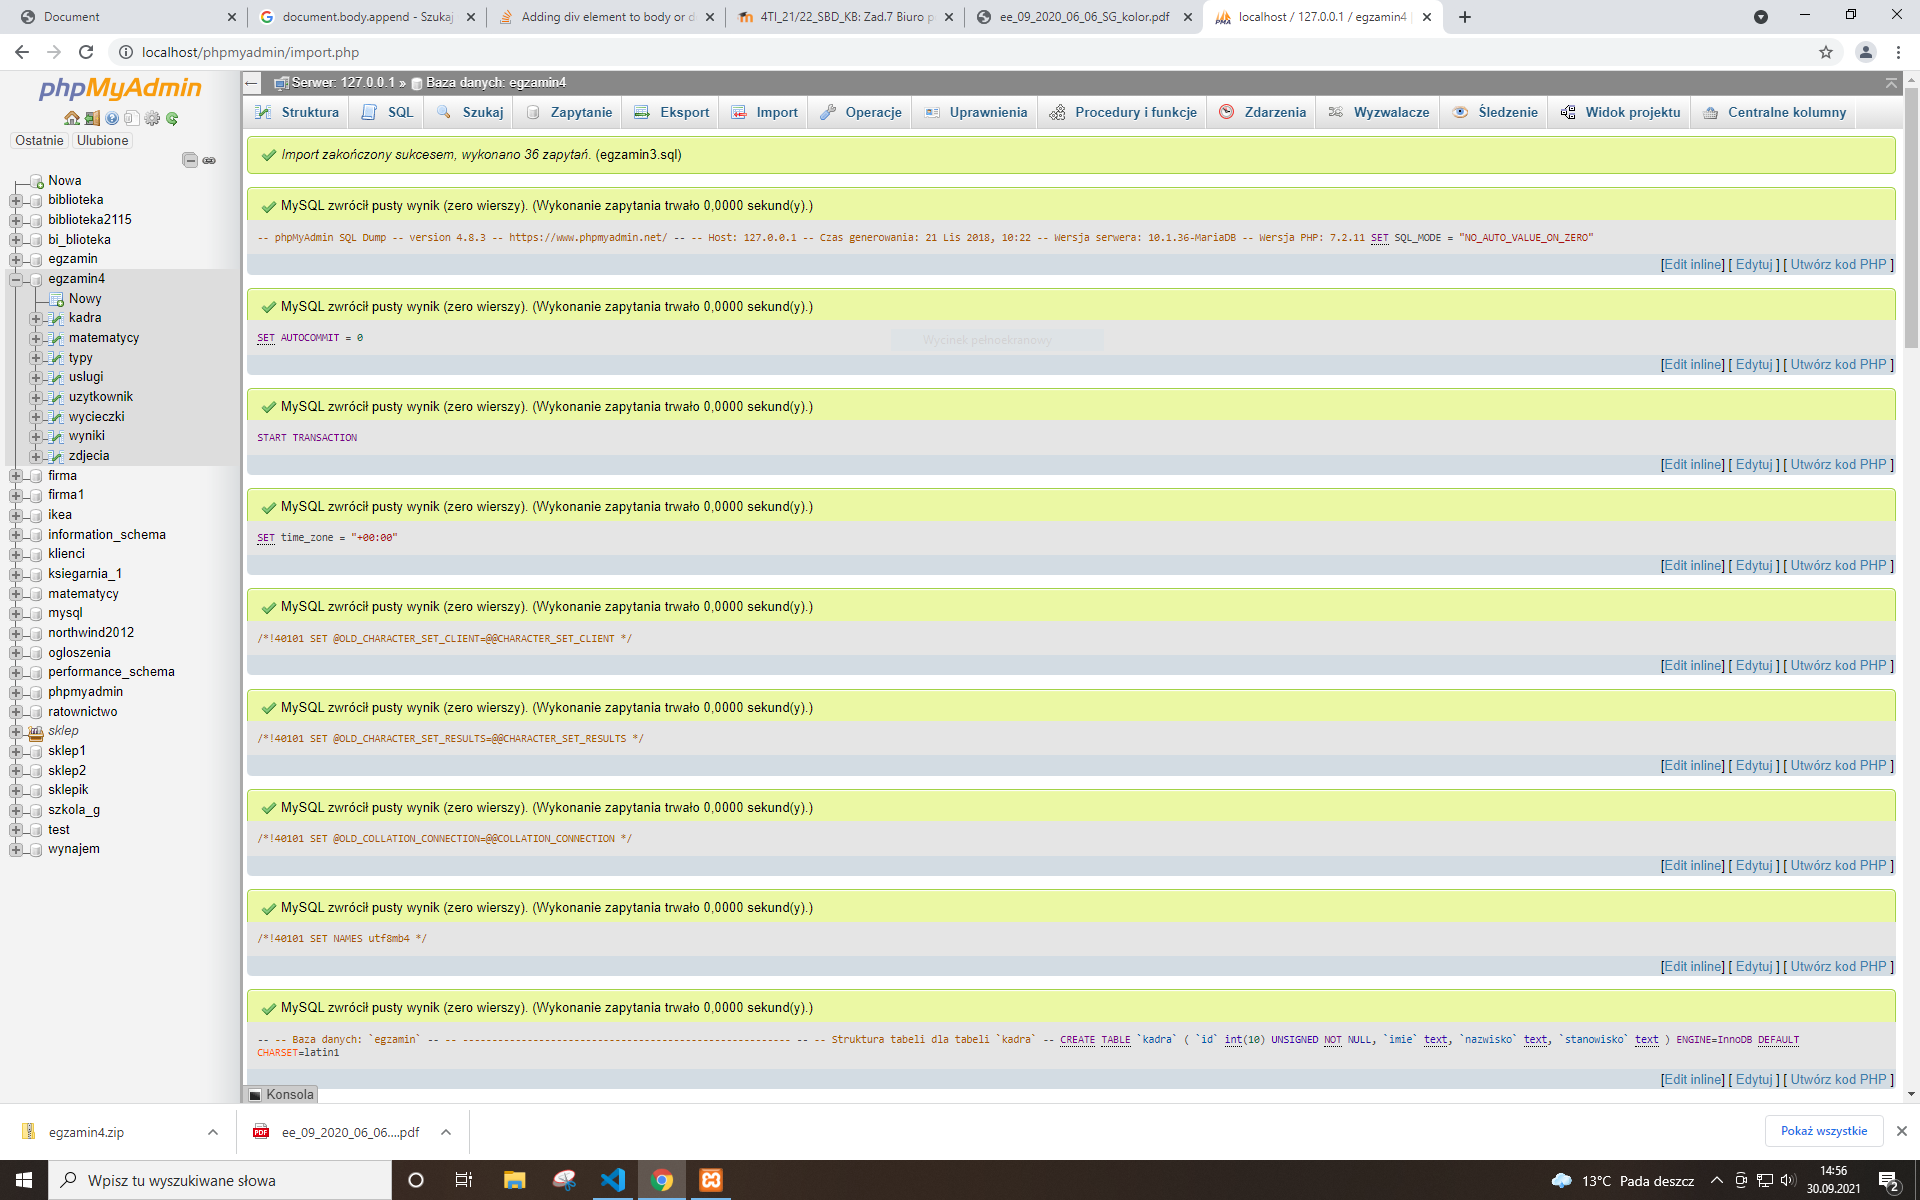 Document
document.body.append - Szukaj
Adding div element to body or d
4TI_21/22_SBD_KB: Zad.7 Biuro p
ee_09_2020_06_06_SG_kolor.pdf
localhost / 127.0.0.1 / egzamin4
localhost/phpmyadmin/import.php
phpMyAdmin
Ostatnie
Ulubione
Nowa
biblioteka
biblioteka2115
bi_blioteka
egzamin
egzamin4
Nowy
kadra
matematycy
typy
uslugi
uzytkownik
wycieczki
wyniki
zdjecia
firma
firma1
ikea
information_schema
klienci
ksiegarnia_1
matematycy
mysql
northwind2012
ogloszenia
performance_schema
phpmyadmin
ratownictwo
sklep
sklep1
sklep2
sklepik
szkola_g
test
wynajem
Serwer: 127.0.0.1 » Baza danych: egzamin4
Struktura SQL Szukaj Zapytanie Eksport Import Operacje Uprawnienia Procedury i funkcje Zdarzenia Wyzwalacze Śledzenie Widok projektu Centralne kolumny
Import zakończony sukcesem, wykonano 36 zapytań. (egzamin3.sql)
MySQL zwrócił pusty wynik (zero wierszy). (Wykonanie zapytania trwało 0,0000 sekund(y).)
-- phpMyAdmin SQL Dump -- version 4.8.3 -- https://www.phpmyadmin.net/ -- -- Host: 127.0.0.1 -- Czas generowania: 21 Lis 2018, 10:22 -- Wersja serwera: 10.1.36-MariaDB -- Wersja PHP: 7.2.11 SET SQL_MODE = "NO_AUTO_VALUE_ON_ZERO"
[Edit inline] [ Edytuj ] [ Utwórz kod PHP ]
MySQL zwrócił pusty wynik (zero wierszy). (Wykonanie zapytania trwało 0,0000 sekund(y).)
SET AUTOCOMMIT = 0
Wycinek pełnoekranowy
[Edit inline] [ Edytuj ] [ Utwórz kod PHP ]
MySQL zwrócił pusty wynik (zero wierszy). (Wykonanie zapytania trwało 0,0000 sekund(y).)
START TRANSACTION
[Edit inline] [ Edytuj ] [ Utwórz kod PHP ]
MySQL zwrócił pusty wynik (zero wierszy). (Wykonanie zapytania trwało 0,0000 sekund(y).)
SET time_zone = "+00:00"
[Edit inline] [ Edytuj ] [ Utwórz kod PHP ]
MySQL zwrócił pusty wynik (zero wierszy). (Wykonanie zapytania trwało 0,0000 sekund(y).)
/*!40101 SET @OLD_CHARACTER_SET_CLIENT=@@CHARACTER_SET_CLIENT */
[Edit inline] [ Edytuj ] [ Utwórz kod PHP ]
MySQL zwrócił pusty wynik (zero wierszy). (Wykonanie zapytania trwało 0,0000 sekund(y).)
/*!40101 SET @OLD_CHARACTER_SET_RESULTS=@@CHARACTER_SET_RESULTS */
[Edit inline] [ Edytuj ] [ Utwórz kod PHP ]
MySQL zwrócił pusty wynik (zero wierszy). (Wykonanie zapytania trwało 0,0000 sekund(y).)
/*!40101 SET @OLD_COLLATION_CONNECTION=@@COLLATION_CONNECTION */
[Edit inline] [ Edytuj ] [ Utwórz kod PHP ]
MySQL zwrócił pusty wynik (zero wierszy). (Wykonanie zapytania trwało 0,0000 sekund(y).)
/*!40101 SET NAMES utf8mb4 */
[Edit inline] [ Edytuj ] [ Utwórz kod PHP ]
MySQL zwrócił pusty wynik (zero wierszy). (Wykonanie zapytania trwało 0,0000 sekund(y).)
-- -- Baza danych: `egzamin` -- -- -------------------------------------------------------- -- -- Struktura tabeli dla tabeli `kadra` -- CREATE TABLE `kadra` ( `id` int(10) UNSIGNED NOT NULL, `imie` text, `nazwisko` text, `stanowisko` text ) ENGINE=InnoDB DEFAULT
CHARSET=latin1
[Edit inline] [ Edytuj ] [ Utwórz kod PHP ]
Konsola
egzamin4.zip
PDF
ee_09_2020_06_06....pdf
Pokaż wszystkie
Wpisz tu wyszukiwane słowa
13°C Pada deszcz
14:56
30.09.2021
2